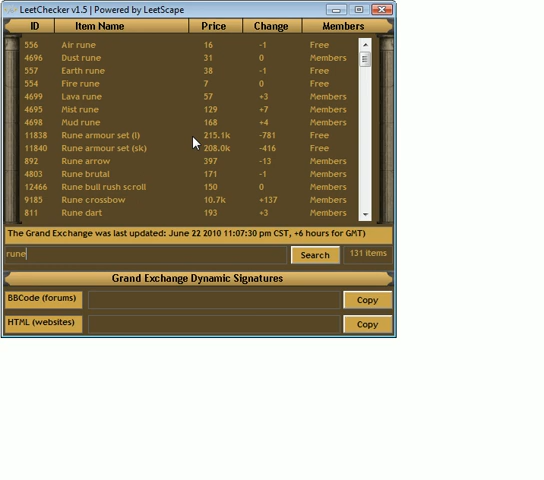 LeetChecker v1.5 | Powered by LeetScape
ID Item Name Price Change Members
556 Air rune 16 -1 Free
4696 Dust rune 31 0 Members
557 Earth rune 38 -1 Free
554 Fire rune 7 0 Free
4699 Lava rune 57 +3 Members
4695 Mist rune 129 +7 Members
4698 Mud rune 168 +4 Members
11838 Rune armour set (l) 215.1k -781 Free
11840 Rune armour set (sk) 208.0k -416 Free
892 Rune arrow 397 -13 Members
4803 Rune brutal 171 -1 Members
12466 Rune bull rush scroll 150 0 Members
9185 Rune crossbow 10.7k +137 Members
811 Rune dart 193 +3 Members
The Grand Exchange was last updated: June 22 2010 11:07:30 pm CST, +6 hours for GMT)
rune Search 131 items
Grand Exchange Dynamic Signatures
BBCode (forums) Copy
HTML (websites) Copy